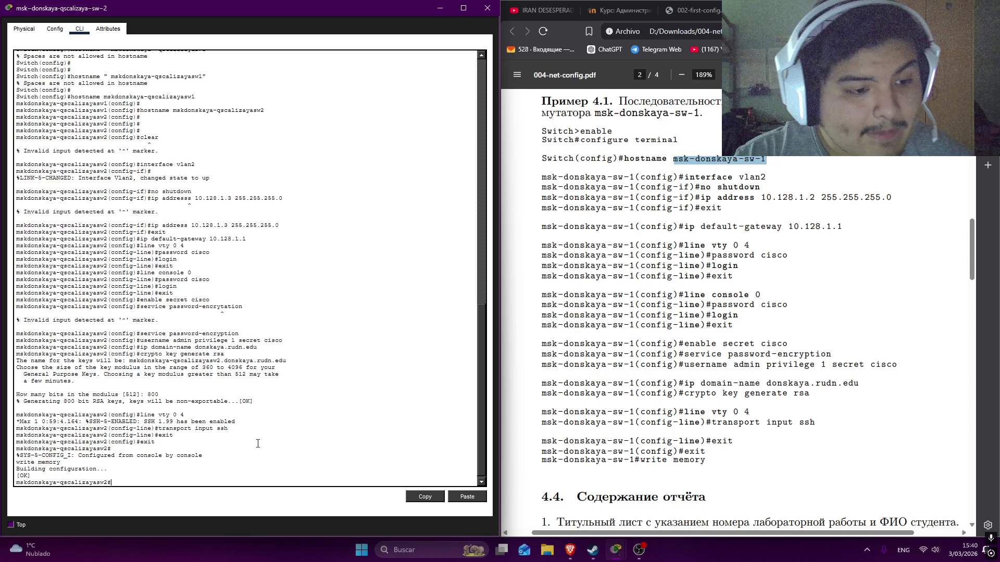 msk-donskaya-qscalizaya-sw-2
Physical Config CLI Attributes
% Spaces are not allowed in hostname
Switch(config)#
Switch(config)#
Switch(config)#hostname " mskdonskaya-qscalizayasw1"
% Spaces are not allowed in hostname
Switch(config)#
Switch(config)#hostname mskdonskaya-qscalizayasw1
mskdonskaya-qscalizayasw1(config)#
mskdonskaya-qscalizayasw1(config)#hostname mskdonskaya-qscalizayasw2
mskdonskaya-qscalizayasw2(config)#
mskdonskaya-qscalizayasw2(config)#
mskdonskaya-qscalizayasw2(config)#
mskdonskaya-qscalizayasw2(config)#clear
^
% Invalid input detected at '^' marker.
mskdonskaya-qscalizayasw2(config)#interface vlan2
mskdonskaya-qscalizayasw2(config-if)#
%LINK-5-CHANGED: Interface Vlan2, changed state to up
mskdonskaya-qscalizayasw2(config-if)#no shutdown
mskdonskaya-qscalizayasw2(config-if)#ip address 10.128.1.3 255.255.255.0
^
% Invalid input detected at '^' marker.
mskdonskaya-qscalizayasw2(config-if)#ip address 10.128.1.3 255.255.255.0
mskdonskaya-qscalizayasw2(config-if)#exit
mskdonskaya-qscalizayasw2(config)#ip default-gateway 10.128.1.1
mskdonskaya-qscalizayasw2(config)#line vty 0 4
mskdonskaya-qscalizayasw2(config-line)#password cisco
mskdonskaya-qscalizayasw2(config-line)#login
mskdonskaya-qscalizayasw2(config-line)#exit
mskdonskaya-qscalizayasw2(config)#line console 0
mskdonskaya-qscalizayasw2(config-line)#password cisco
mskdonskaya-qscalizayasw2(config-line)#login
mskdonskaya-qscalizayasw2(config-line)#exit
mskdonskaya-qscalizayasw2(config)#enable secret cisco
mskdonskaya-qscalizayasw2(config)#service password-encrytation
^
% Invalid input detected at '^' marker.
mskdonskaya-qscalizayasw2(config)#service password-encryption
mskdonskaya-qscalizayasw2(config)#username admin privilege 1 secret cisco
mskdonskaya-qscalizayasw2(config)#ip domain-name donskaya.rudn.edu
mskdonskaya-qscalizayasw2(config)#crypto key generate rsa
The name for the keys will be: mskdonskaya-qscalizayasw2.donskaya.rudn.edu
Choose the size of the key modulus in the range of 360 to 4096 for your
General Purpose Keys. Choosing a key modulus greater than 512 may take
a few minutes.
How many bits in the modulus [512]: 800
% Generating 800 bit RSA keys, keys will be non-exportable...[OK]
mskdonskaya-qscalizayasw2(config)#line vty 0 4
*Mar 1 0:59:4.164: %SSH-5-ENABLED: SSH 1.99 has been enabled
mskdonskaya-qscalizayasw2(config-line)#transport input ssh
mskdonskaya-qscalizayasw2(config-line)#exit
mskdonskaya-qscalizayasw2(config)#exit
mskdonskaya-qscalizayasw2#
%SYS-5-CONFIG_I: Configured from console by console
write memory
Building configuration...
[OK]
mskdonskaya-qscalizayasw2#
Copy Paste
Top
IRAN DESESPERAD
Курс: Администри
002-first-config.
Archivo D:/Downloads/004-net
528 · Входящие —...
ChatGPT
Telegram Web
(1167)
004-net-config.pdf 2 / 4 189%
Пример 4.1. Последовательност
мутатора msk-donskaya-sw-1.
Switch>enable
Switch#configure terminal
Switch(config)#hostname msk-donskaya-sw-1
msk-donskaya-sw-1(config)#interface vlan2
msk-donskaya-sw-1(config-if)#no shutdown
msk-donskaya-sw-1(config-if)#ip address 10.128.1.2 255.255.255.0
msk-donskaya-sw-1(config-if)#exit
msk-donskaya-sw-1(config)#ip default-gateway 10.128.1.1
msk-donskaya-sw-1(config)#line vty 0 4
msk-donskaya-sw-1(config-line)#password cisco
msk-donskaya-sw-1(config-line)#login
msk-donskaya-sw-1(config-line)#exit
msk-donskaya-sw-1(config)#line console 0
msk-donskaya-sw-1(config-line)#password cisco
msk-donskaya-sw-1(config-line)#login
msk-donskaya-sw-1(config-line)#exit
msk-donskaya-sw-1(config)#enable secret cisco
msk-donskaya-sw-1(config)#service password-encryption
msk-donskaya-sw-1(config)#username admin privilege 1 secret cisco
msk-donskaya-sw-1(config)#ip domain-name donskaya.rudn.edu
msk-donskaya-sw-1(config)#crypto key generate rsa
msk-donskaya-sw-1(config)#line vty 0 4
msk-donskaya-sw-1(config-line)#transport input ssh
msk-donskaya-sw-1(config-line)#exit
msk-donskaya-sw-1(config)#exit
msk-donskaya-sw-1#write memory
4.4. Содержание отчёта
1. Титульный лист с указанием номера лабораторной работы и ФИО студента.
1°C
Nublado
Buscar
ENG
15:40
3/03/2026